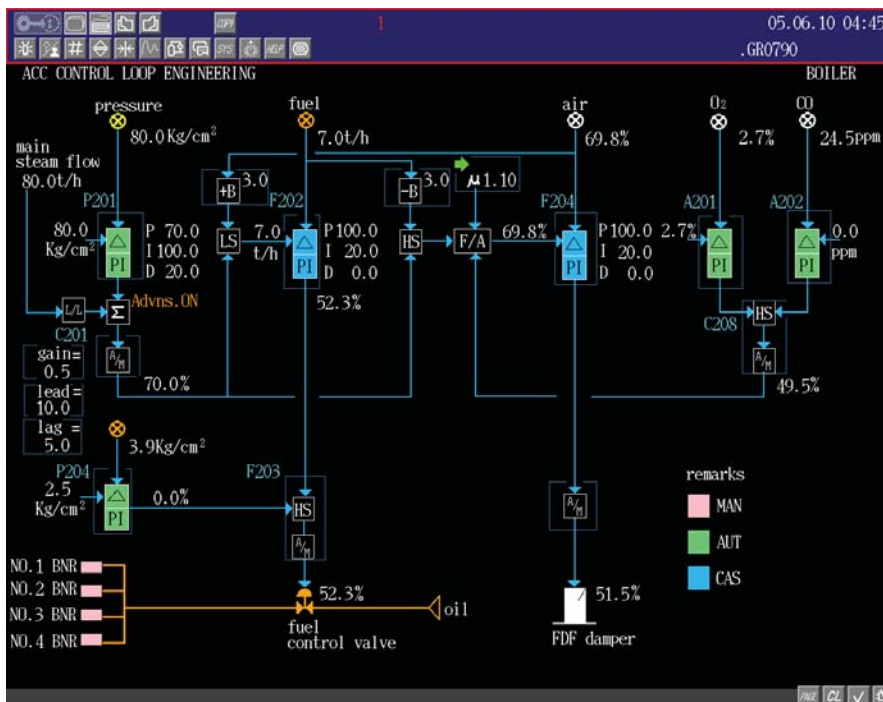 COPY
1
05.06.10 04:45
SYS HELP
.GR0790
ACC CONTROL LOOP ENGINEERING
BOILER
pressure
fuel
air
O2
CO
80.0Kg/cm²
7.0t/h
69.8%
2.7%
24.5ppm
main
steam flow
80.0t/h
+B
3.0
-B
3.0
μ1.10
P201
F202
F204
A201
A202
80.0
Kg/cm²
P 70.0
I100.0
D 20.0
PI
LS
7.0
t/h
P100.0
I 20.0
D 0.0
PI
HS
F/A
69.8%
P100.0
I 20.0
D 0.0
PI
2.7%
PI
PI
0.0
ppm
52.3%
L/L
Σ
Advns.ON
C201
C208
HS
A/M
A/M
gain=
0.5
70.0%
49.5%
lead=
10.0
lag =
5.0
3.9Kg/cm²
P204
F203
2.5
Kg/cm²
PI
0.0%
HS
A/M
A/M
remarks
MAN
AUT
CAS
NO.1 BNR
NO.2 BNR
NO.3 BNR
NO.4 BNR
52.3%
oil
51.5%
fuel
control valve
FDF damper
PAGE CL